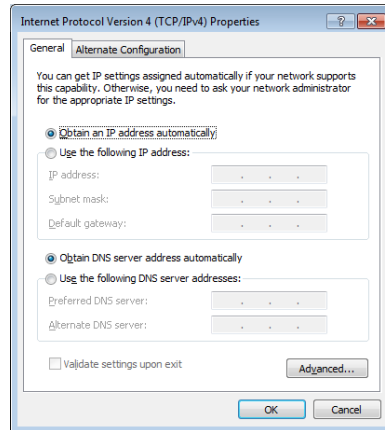 Internet Protocol Version 4 (TCP/IPv4) Properties
General
Alternate Configuration
You can get IP settings assigned automatically if your network supports
this capability. Otherwise, you need to ask your network administrator
for the appropriate IP settings.
Obtain an IP address automatically
Use the following IP address:
IP address:
Subnet mask:
Default gateway:
Obtain DNS server address automatically
Use the following DNS server addresses:
Preferred DNS server:
Alternate DNS server:
Validate settings upon exit
Advanced...
OK
Cancel